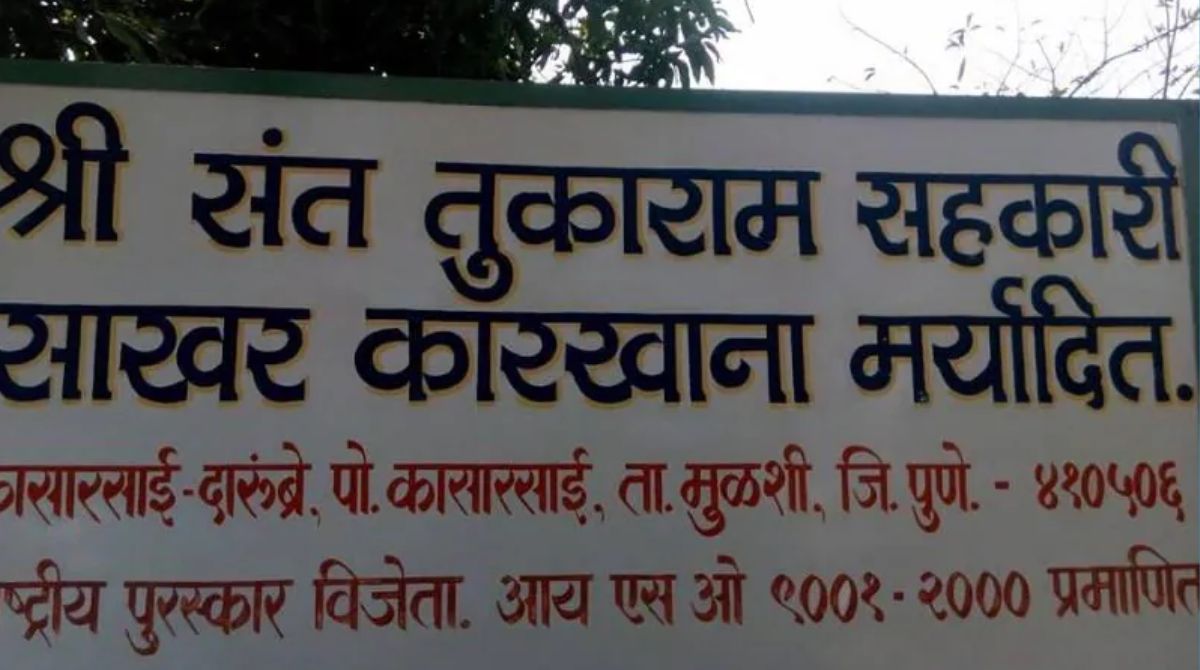 श्री संत तुकाराम सहकारी
साखर कारखाना मर्यादित.
कासारसाई-दारुंब्रे, पो. कासारसाई, ता. मुळशी, जि. पुणे. - ४१०५०६
राष्ट्रीय पुरस्कार विजेता. आय एस ओ ९००१-२००० प्रमाणित